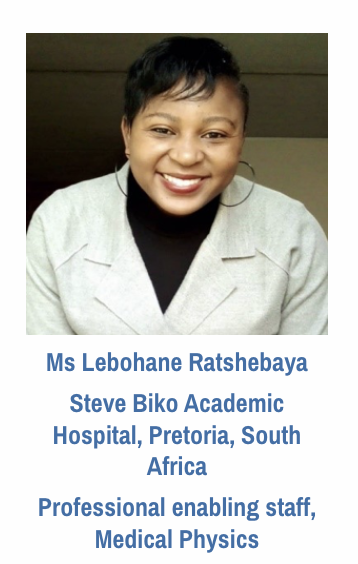 Ms Lebohane Ratshebaya
Steve Biko Academic
Hospital, Pretoria, South
Africa
Professional enabling staff,
Medical Physics